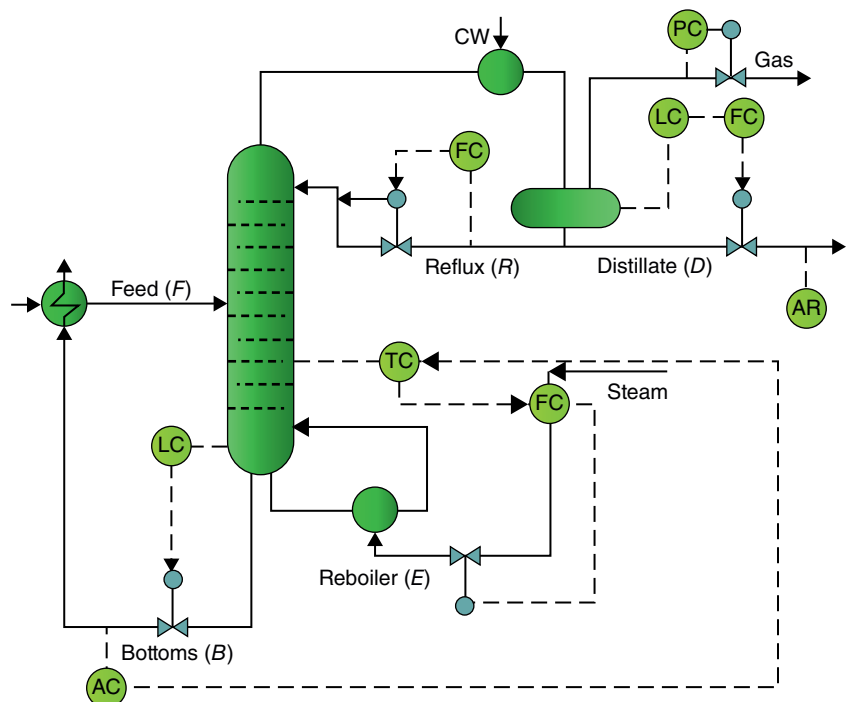 PC
CW
Gas
LC
FC
FC
Reflux (R)
Distillate (D)
Feed (F)
AR
TC
Steam
FC
LC
Reboiler (E)
Bottoms (B)
AC